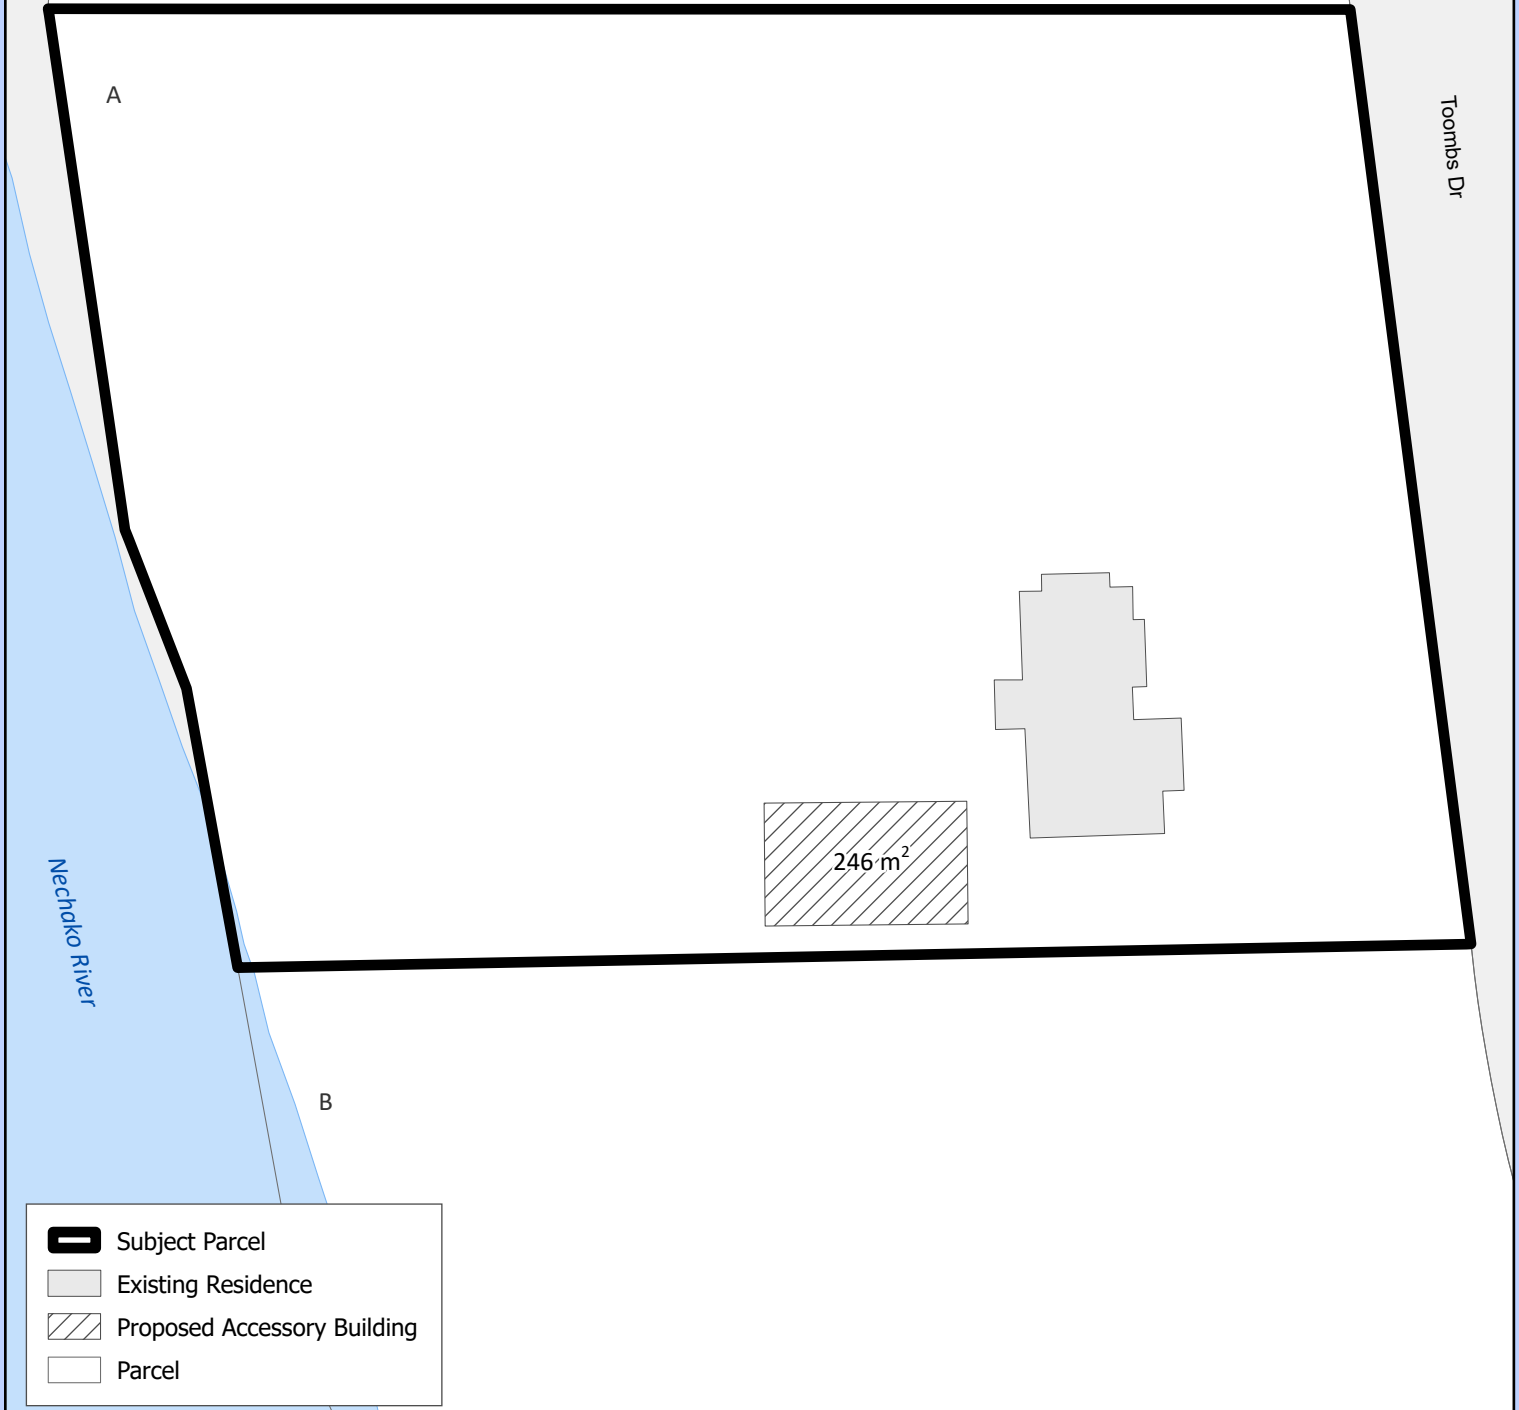 A
Toombs Dr
246 m²
Nechako River
B
Subject Parcel
Existing Residence
Proposed Accessory Building
Parcel